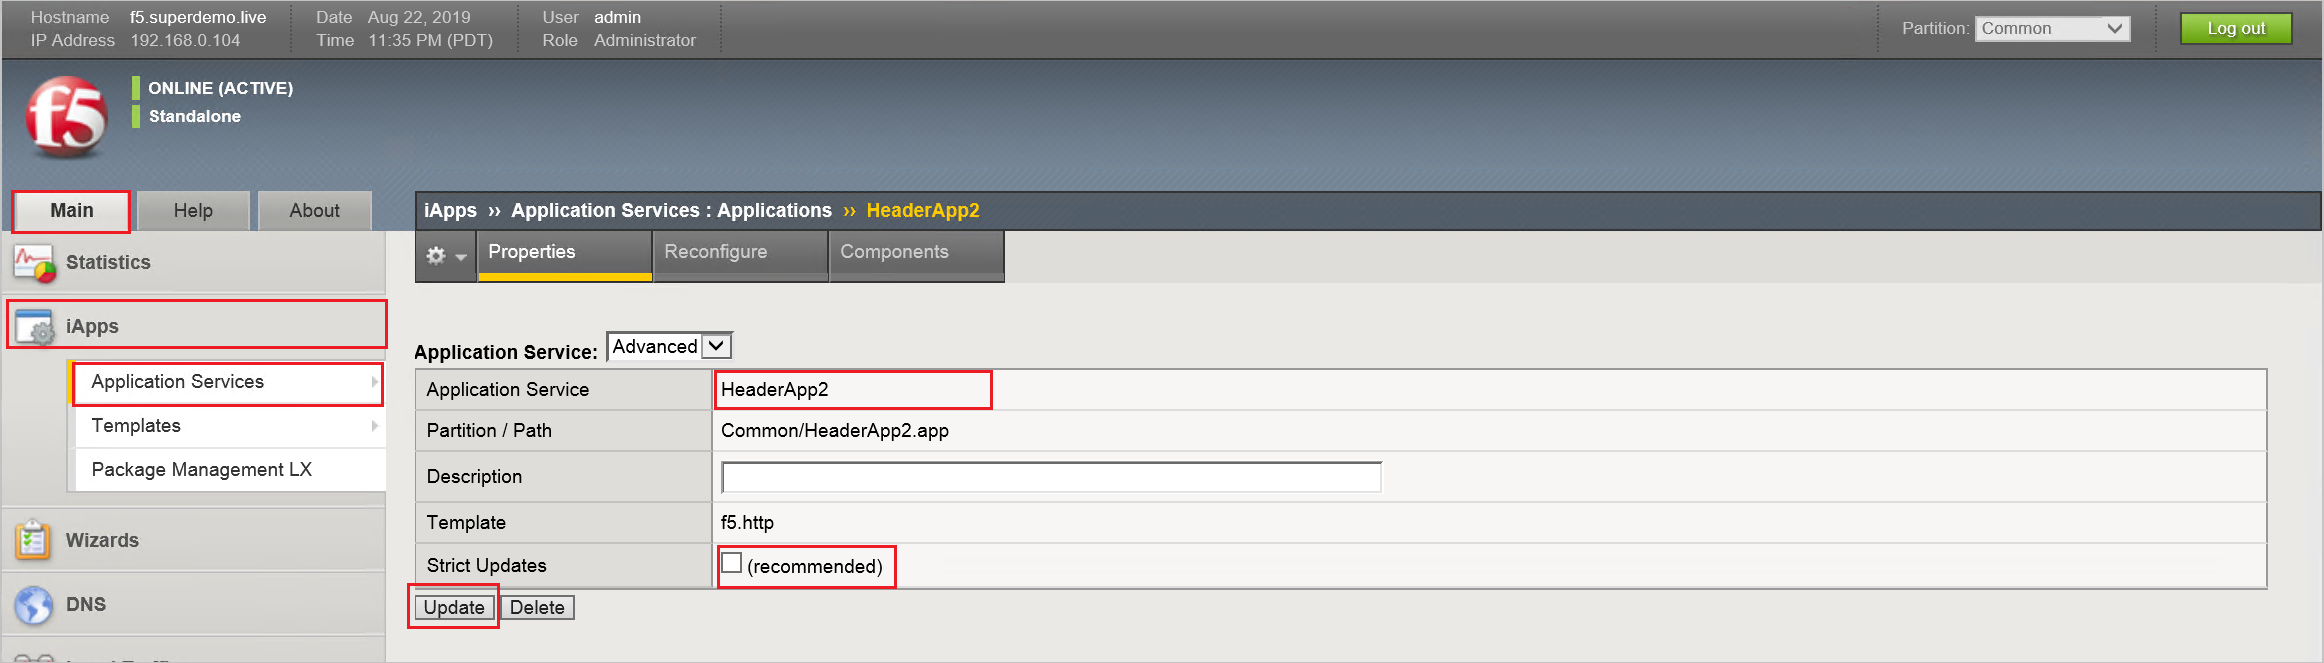 Hostname f5.superdemo.live Date Aug 22, 2019 User admin
IP Address 192.168.0.104 Time 11:35 PM (PDT) Role Administrator
Partition: Common Log out
f5
ONLINE (ACTIVE)
Standalone
Main Help About
iApps ›› Application Services : Applications ›› HeaderApp2
Properties Reconfigure Components
Statistics
iApps
Application Services
Templates
Package Management LX
Wizards
DNS
Application Service: Advanced
Application Service HeaderApp2
Partition / Path Common/HeaderApp2.app
Description
Template f5.http
Strict Updates (recommended)
Update Delete